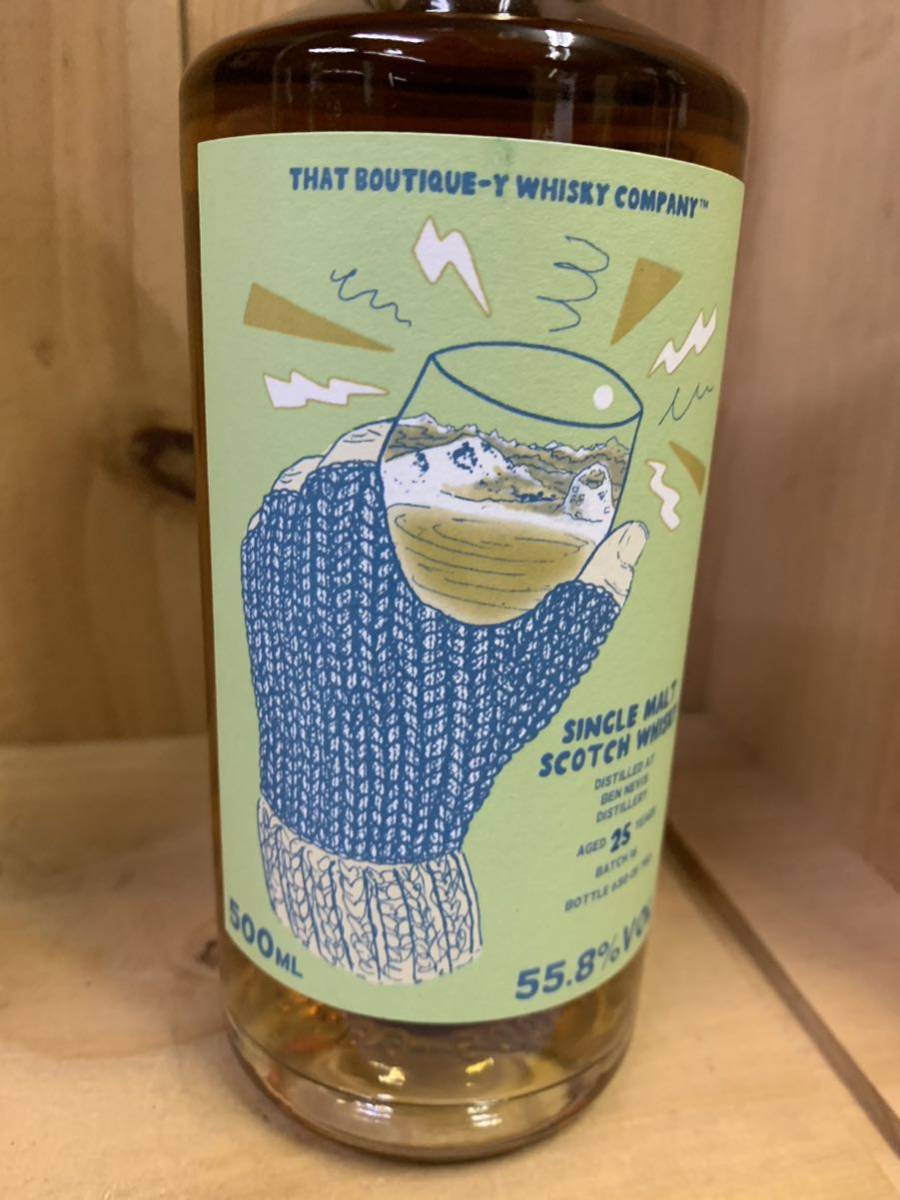 THAT BOUTIQUE-Y WHISKY COMPANY™
SINGLE MALT
SCOTCH WHISKY
DISTILLED AT
BEN NEVIS
DISTILLERY
AGED 25 YEARS
BATCH
BOTTLE
500ML
55.8% VOL